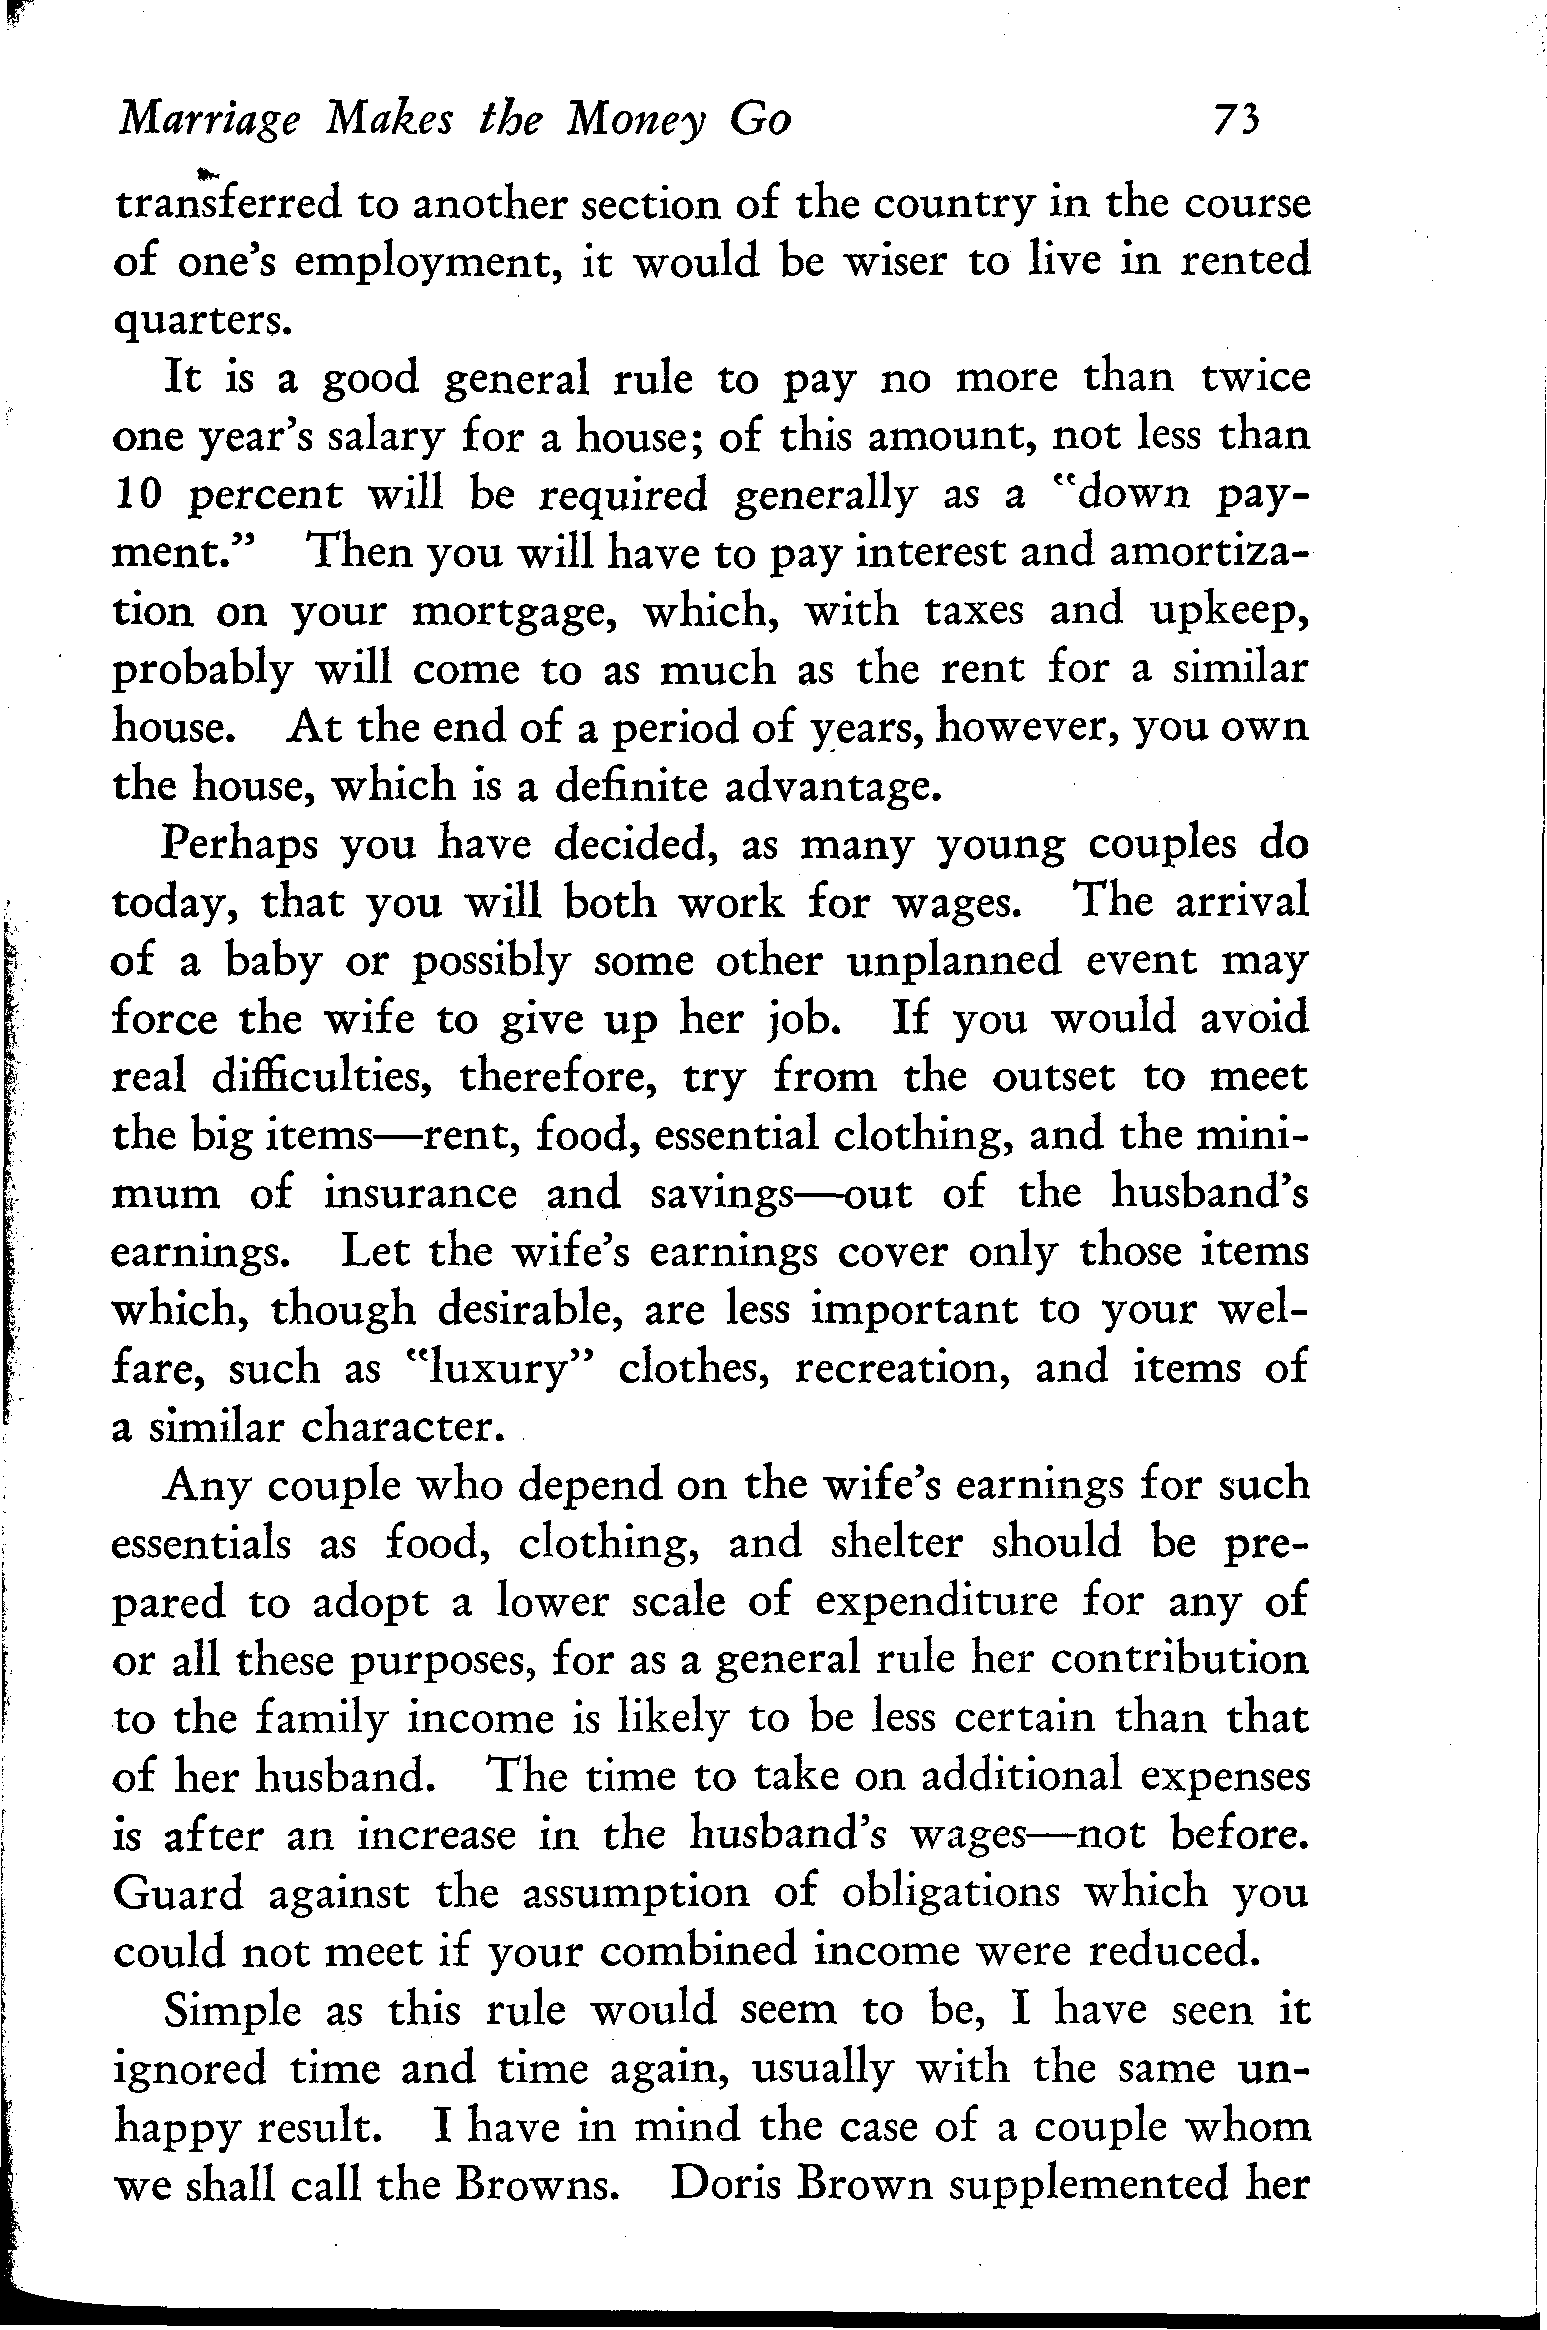 Marriage Makes the Money Go 73
transferred to another section of the country in the course
of one's employment, it would be wiser to live in rented
quarters.
It is a good general rule to pay no more than twice
one year's salary for a house; of this amount, not less than
10 percent will be required generally as a "down pay-
ment." Then you will have to pay interest and amortiza-
tion on your mortgage, which, with taxes and upkeep,
probably will come to as much as the rent for a similar
house. At the end of a period of years, however, you own
the house, which is a definite advantage.
Perhaps you have decided, as many young couples do
today, that you will both work for wages. The arrival
of a baby or possibly some other unplanned event may
force the wife to give up her job. If you would avoid
real difficulties, therefore, try from the outset to meet
the big items—rent, food, essential clothing, and the mini-
mum of insurance and savings—out of the husband's
earnings. Let the wife's earnings cover only those items
which, though desirable, are less important to your wel-
fare, such as "luxury" clothes, recreation, and items of
a similar character.
Any couple who depend on the wife's earnings for such
essentials as food, clothing, and shelter should be pre-
pared to adopt a lower scale of expenditure for any of
or all these purposes, for as a general rule her contribution
to the family income is likely to be less certain than that
of her husband. The time to take on additional expenses
is after an increase in the husband's wages—not before.
Guard against the assumption of obligations which you
could not meet if your combined income were reduced.
Simple as this rule would seem to be, I have seen it
ignored time and time again, usually with the same un-
happy result. I have in mind the case of a couple whom
we shall call the Browns. Doris Brown supplemented her